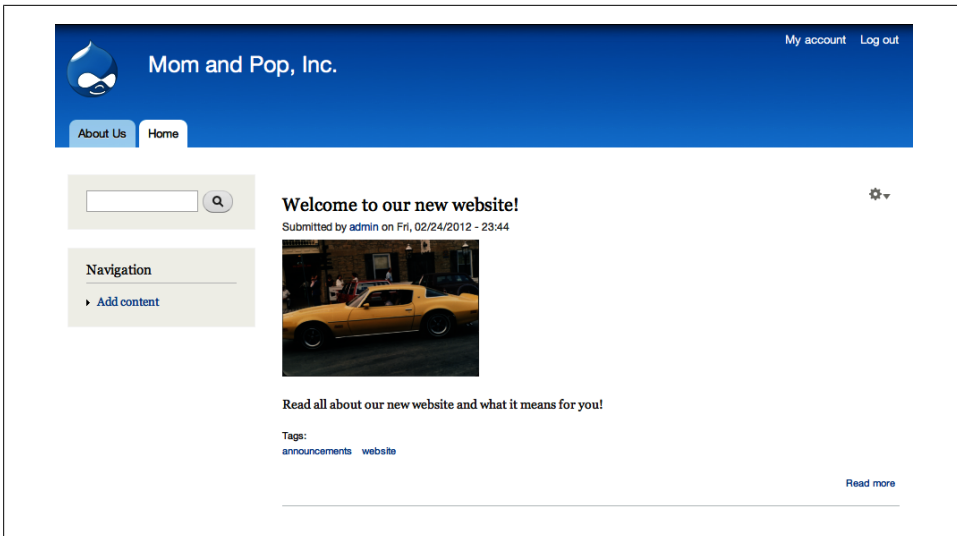 My account Log out
Mom and Pop, Inc.
About Us Home
Welcome to our new website!
Submitted by admin on Fri, 02/24/2012 - 23:44
Navigation
Add content
Read all about our new website and what it means for you!
Tags:
announcements website
Read more